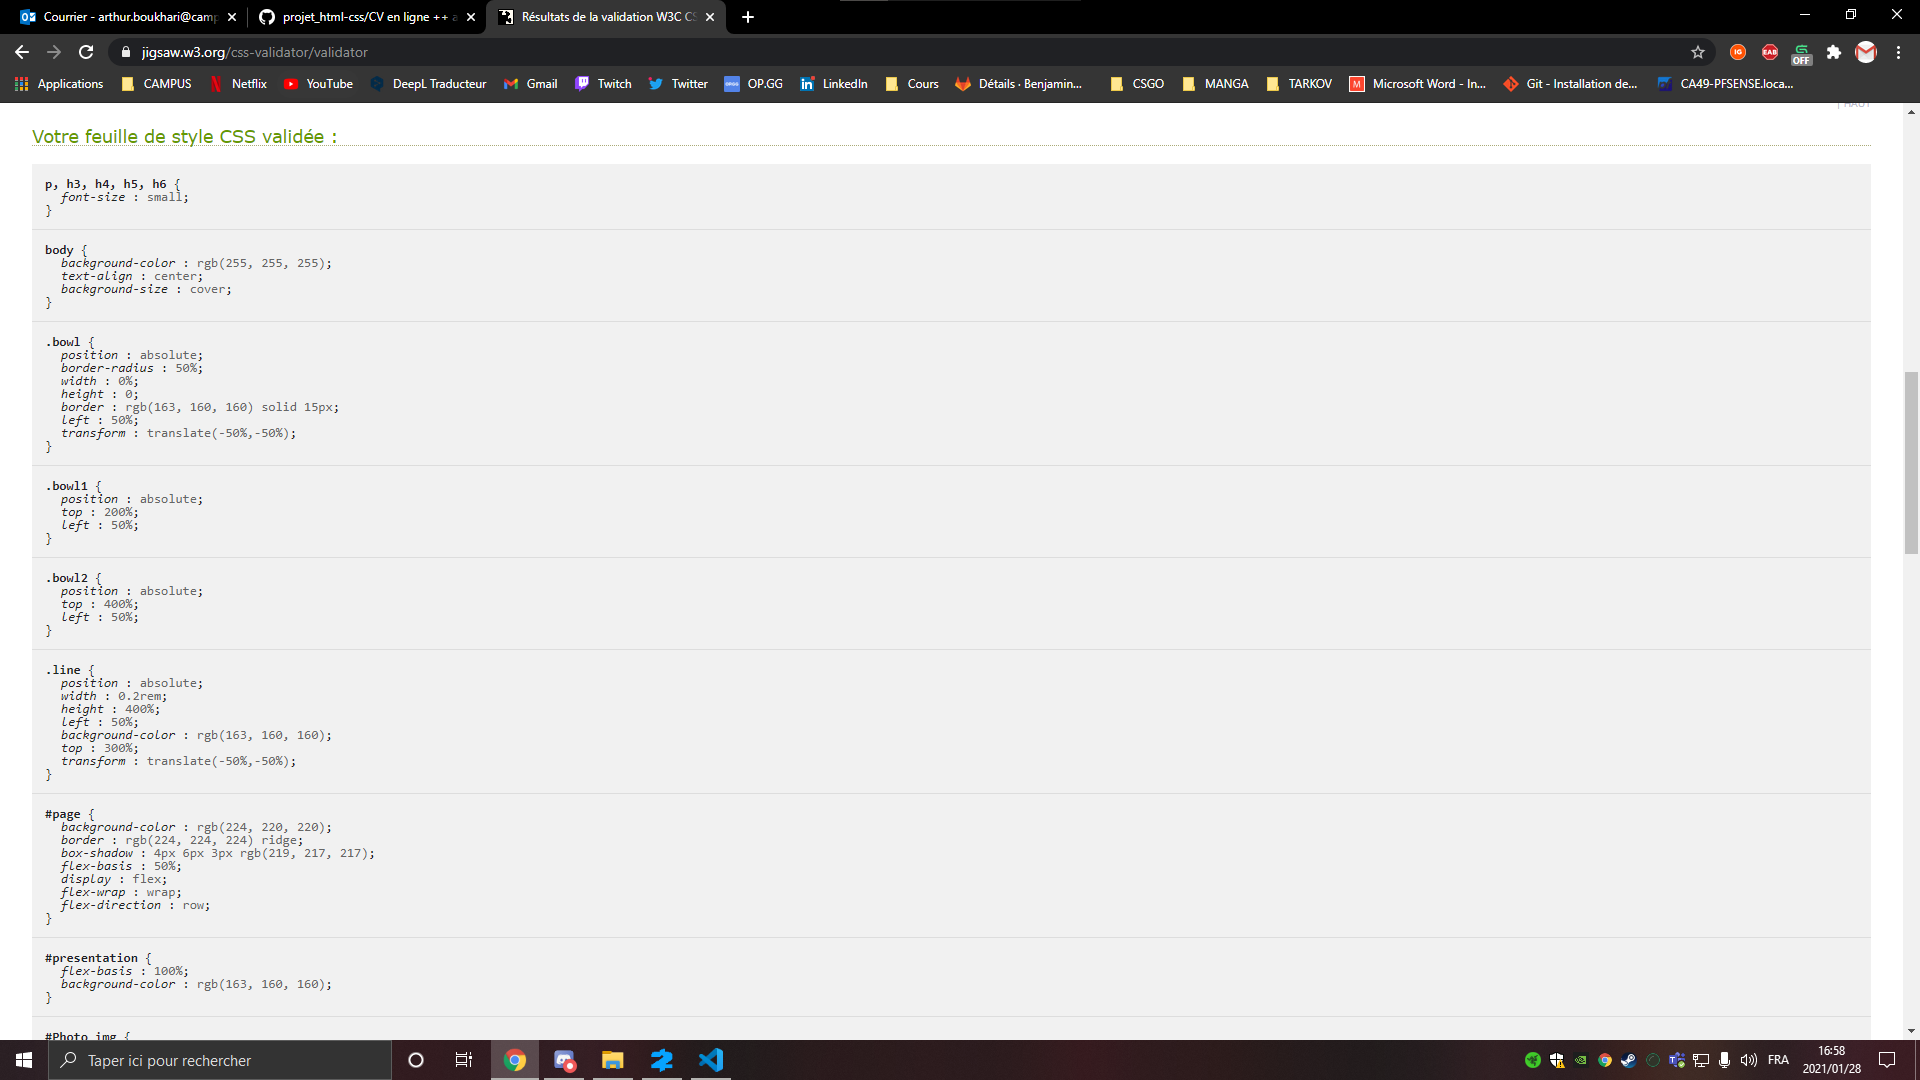 Courrier - arthur.boukhari@camp
projet_html-css/CV en ligne ++ a
Résultats de la validation W3C CS
jigsaw.w3.org/css-validator/validator
IG
EAB
OFF
Applications
CAMPUS
Netflix
YouTube
DeepL Traducteur
Gmail
Twitch
Twitter
OP.GG
LinkedIn
Cours
Détails · Benjamin...
CSGO
MANGA
TARKOV
Microsoft Word - In...
Git - Installation de...
CA49-PFSENSE.loca...
↑ HAUT
Votre feuille de style CSS validée :
p, h3, h4, h5, h6 {
font-size : small;
}
body {
background-color : rgb(255, 255, 255);
text-align : center;
background-size : cover;
}
.bowl {
position : absolute;
border-radius : 50%;
width : 0%;
height : 0;
border : rgb(163, 160, 160) solid 15px;
left : 50%;
transform : translate(-50%,-50%);
}
.bowl1 {
position : absolute;
top : 200%;
left : 50%;
}
.bowl2 {
position : absolute;
top : 400%;
left : 50%;
}
.line {
position : absolute;
width : 0.2rem;
height : 400%;
left : 50%;
background-color : rgb(163, 160, 160);
top : 300%;
transform : translate(-50%,-50%);
}
#page {
background-color : rgb(224, 220, 220);
border : rgb(224, 224, 224) ridge;
box-shadow : 4px 6px 3px rgb(219, 217, 217);
flex-basis : 50%;
display : flex;
flex-wrap : wrap;
flex-direction : row;
}
#presentation {
flex-basis : 100%;
background-color : rgb(163, 160, 160);
}
#Photo img {
Taper ici pour rechercher
FRA
16:58
2021/01/28